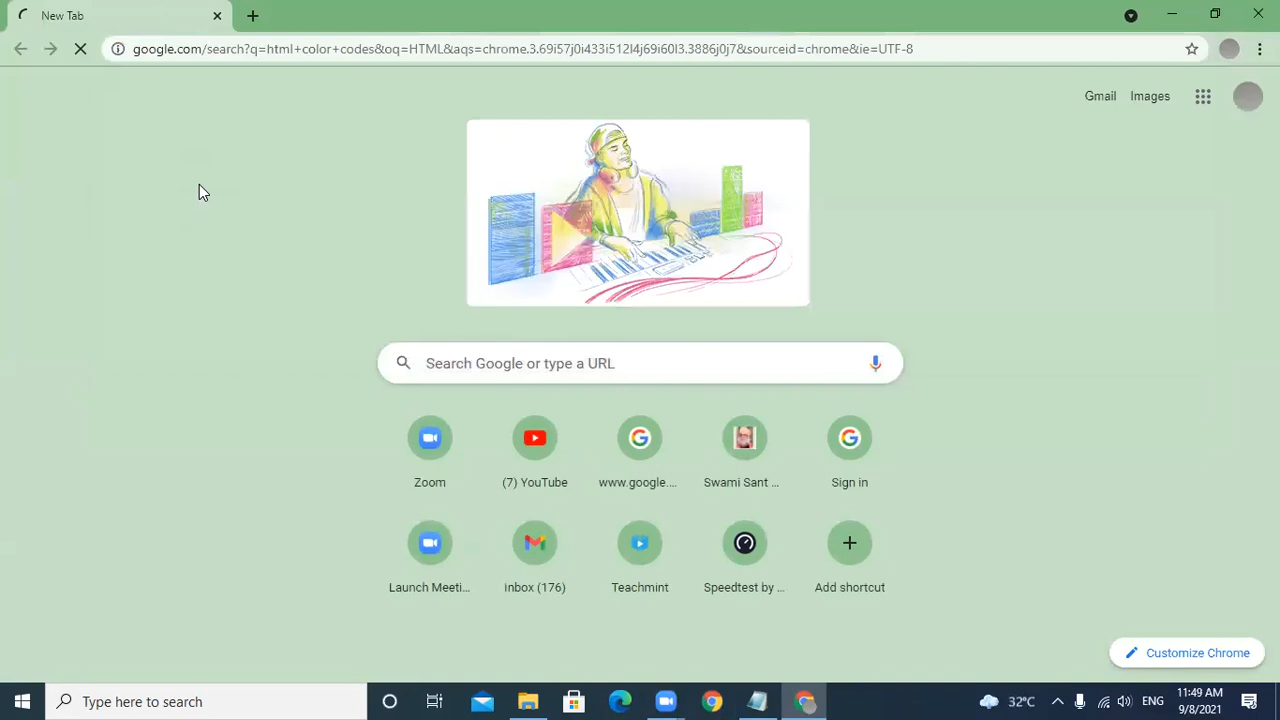 New Tab
google.com/search?q=html+color+codes&oq=HTML&aqs=chrome.3.69i57j0i433i512l4j69i60l3.3886j0j7&sourceid=chrome&ie=UTF-8
Gmail Images
Search Google or type a URL
Zoom (7) YouTube www.google.... Swami Sant ... Sign in
Launch Meeti... Inbox (176) Teachmint Speedtest by ... Add shortcut
Customize Chrome
Type here to search
32°C ENG 11:49 AM
9/8/2021